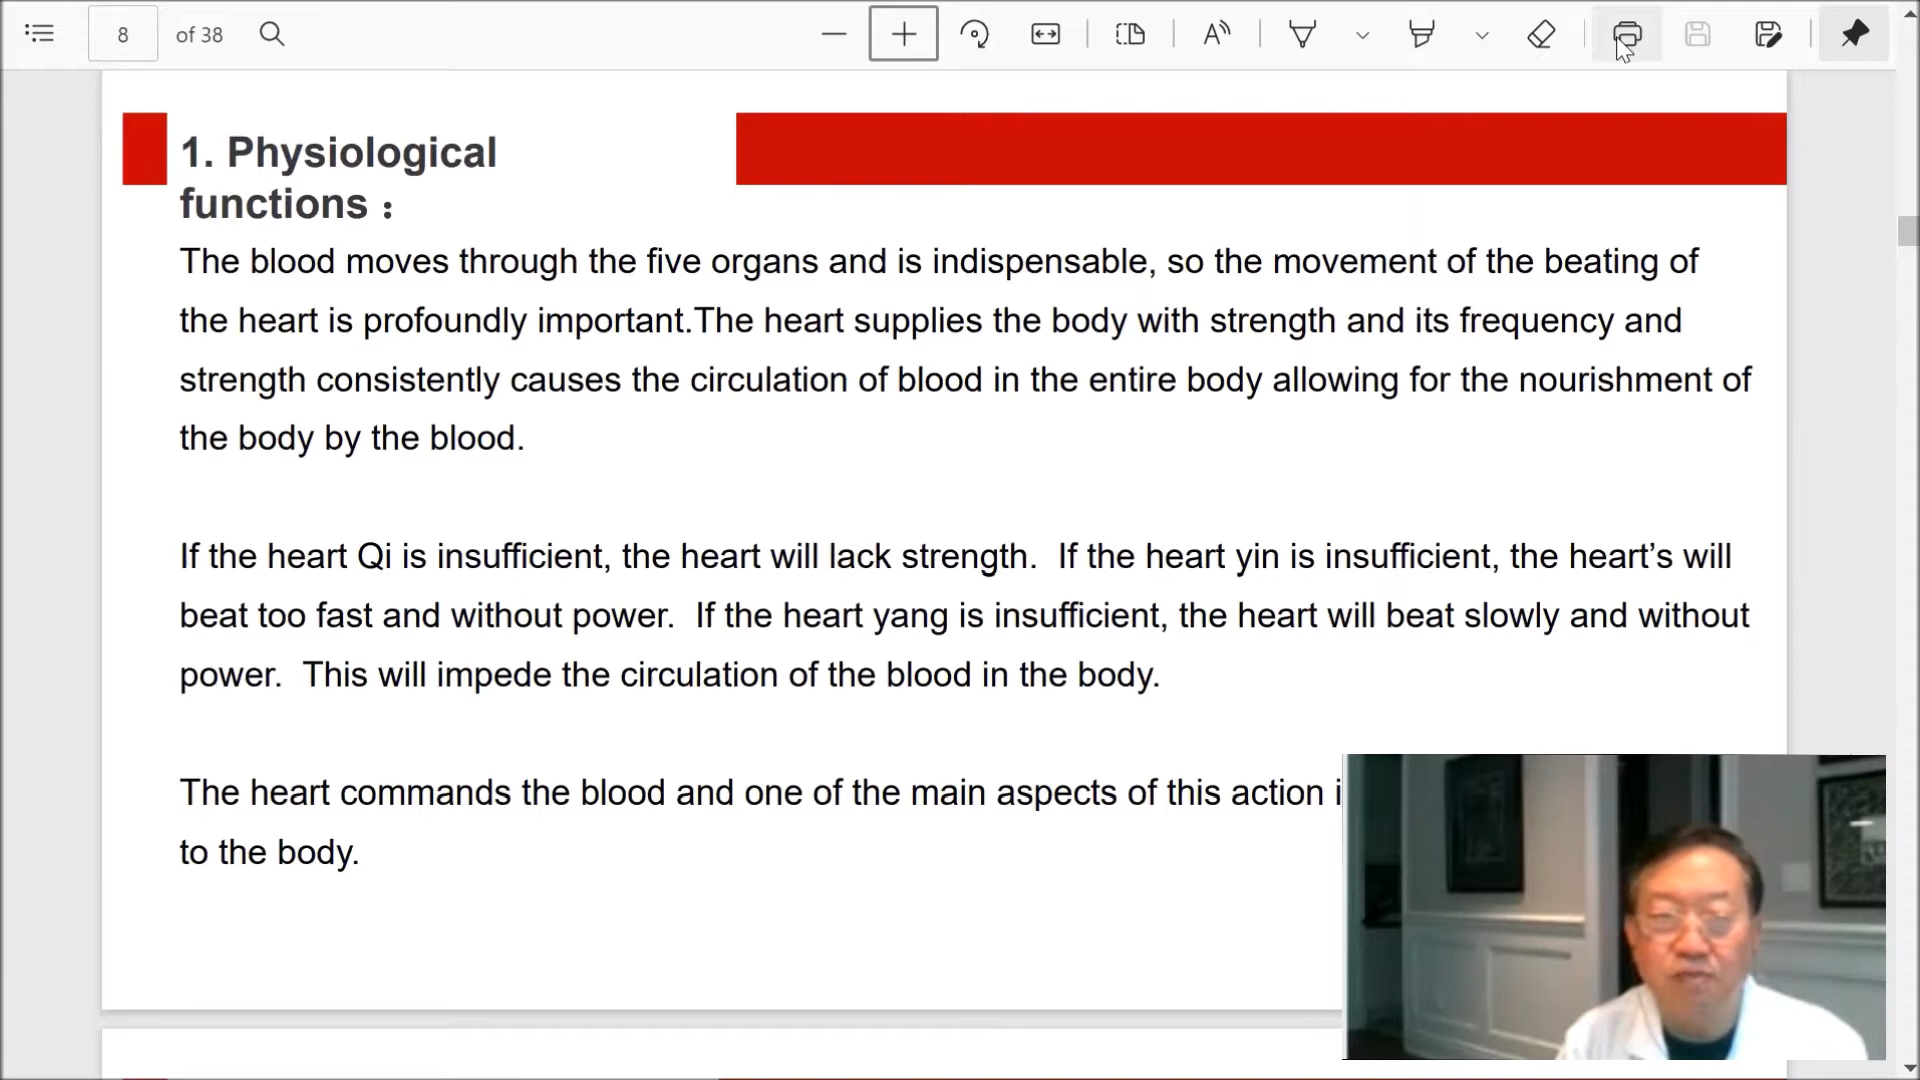 8 of 38
1. Physiological
functions：
The blood moves through the five organs and is indispensable, so the movement of the beating of
the heart is profoundly important.The heart supplies the body with strength and its frequency and
strength consistently causes the circulation of blood in the entire body allowing for the nourishment of
the body by the blood.
If the heart Qi is insufficient, the heart will lack strength.  If the heart yin is insufficient, the heart’s will
beat too fast and without power.  If the heart yang is insufficient, the heart will beat slowly and without
power.  This will impede the circulation of the blood in the body.
The heart commands the blood and one of the main aspects of this action
to the body.